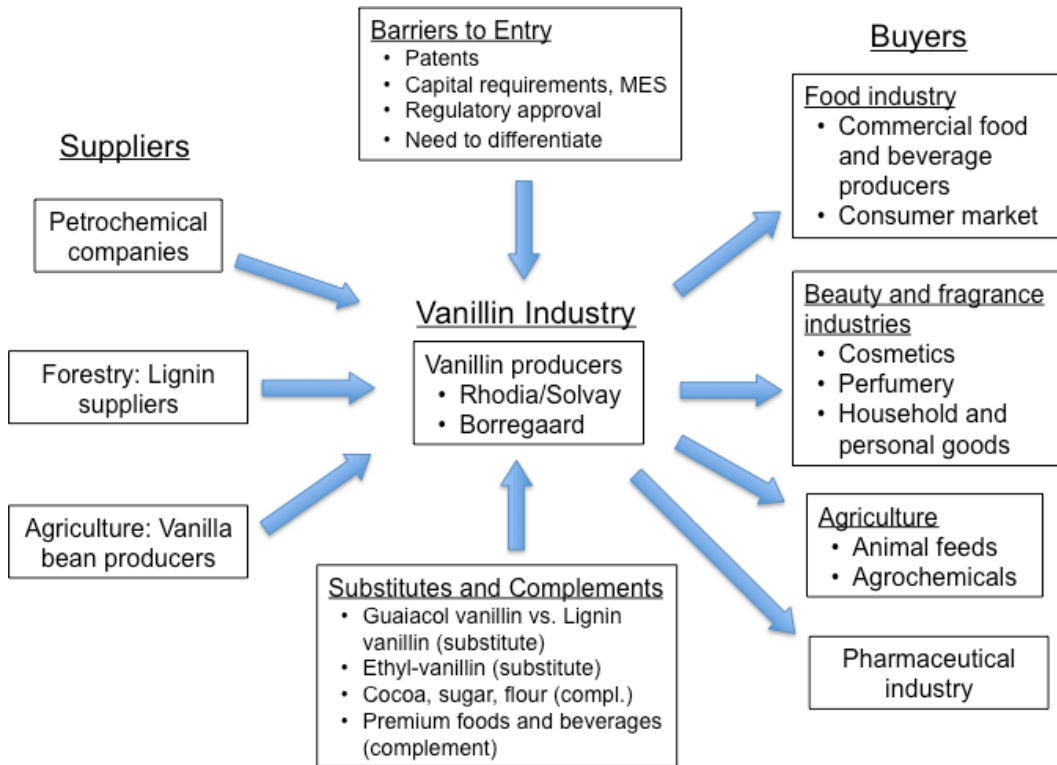 Barriers to Entry
• Patents
• Capital requirements, MES
• Regulatory approval
• Need to differentiate
Suppliers
Petrochemical
companies
Forestry: Lignin
suppliers
Agriculture: Vanilla
bean producers
Vanillin Industry
Vanillin producers
• Rhodia/Solvay
• Borregaard
Substitutes and Complements
• Guaiacol vanillin vs. Lignin
vanillin (substitute)
• Ethyl-vanillin (substitute)
• Cocoa, sugar, flour (compl.)
• Premium foods and beverages
(complement)
Buyers
Food industry
• Commercial food
and beverage
producers
• Consumer market
Beauty and fragrance
industries
• Cosmetics
• Perfumery
• Household and
personal goods
Agriculture
• Animal feeds
• Agrochemicals
Pharmaceutical
industry